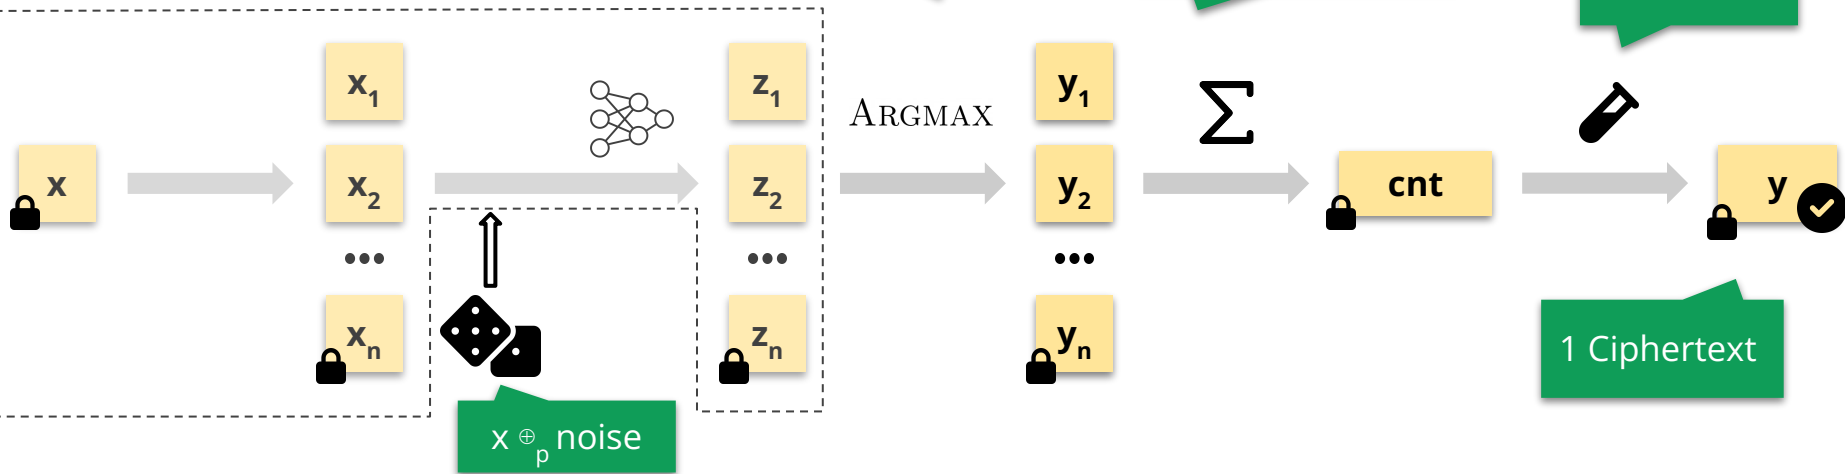 x
x1
x2
...
xn
x ⊕p noise
z1
z2
...
zn
ARGMAX
y1
y2
...
yn
Σ
cnt
y
1 Ciphertext